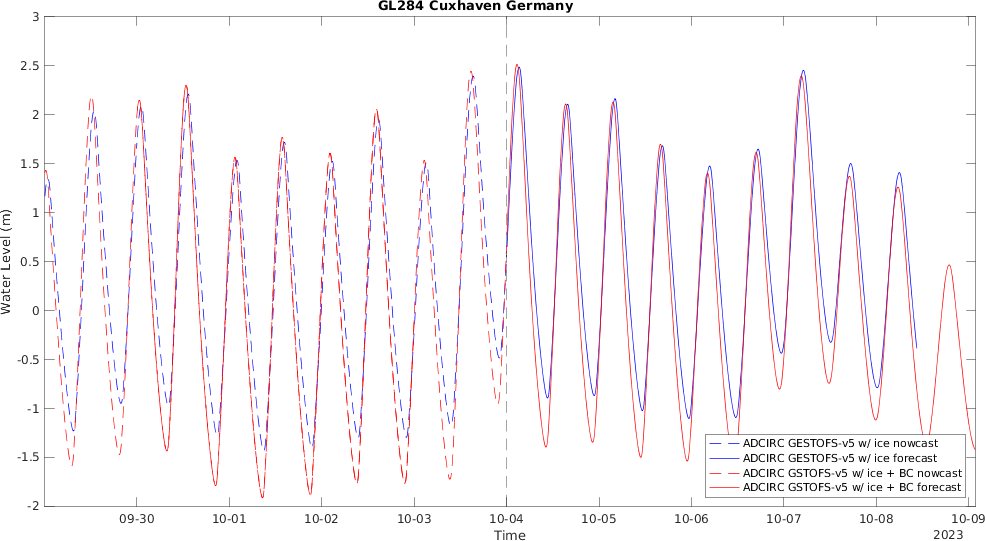 GL284 Cuxhaven Germany
Water Level (m)
3
2.5
2
1.5
1
0.5
0
-0.5
-1
-1.5
-2
ADCIRC GESTOFS-v5 w/ ice nowcast
ADCIRC GESTOFS-v5 w/ ice forecast
ADCIRC GSTOFS-v5 w/ ice + BC nowcast
ADCIRC GSTOFS-v5 w/ ice + BC forecast
09-30 10-01 10-02 10-03 10-04 10-05 10-06 10-07 10-08 10-09
Time 2023